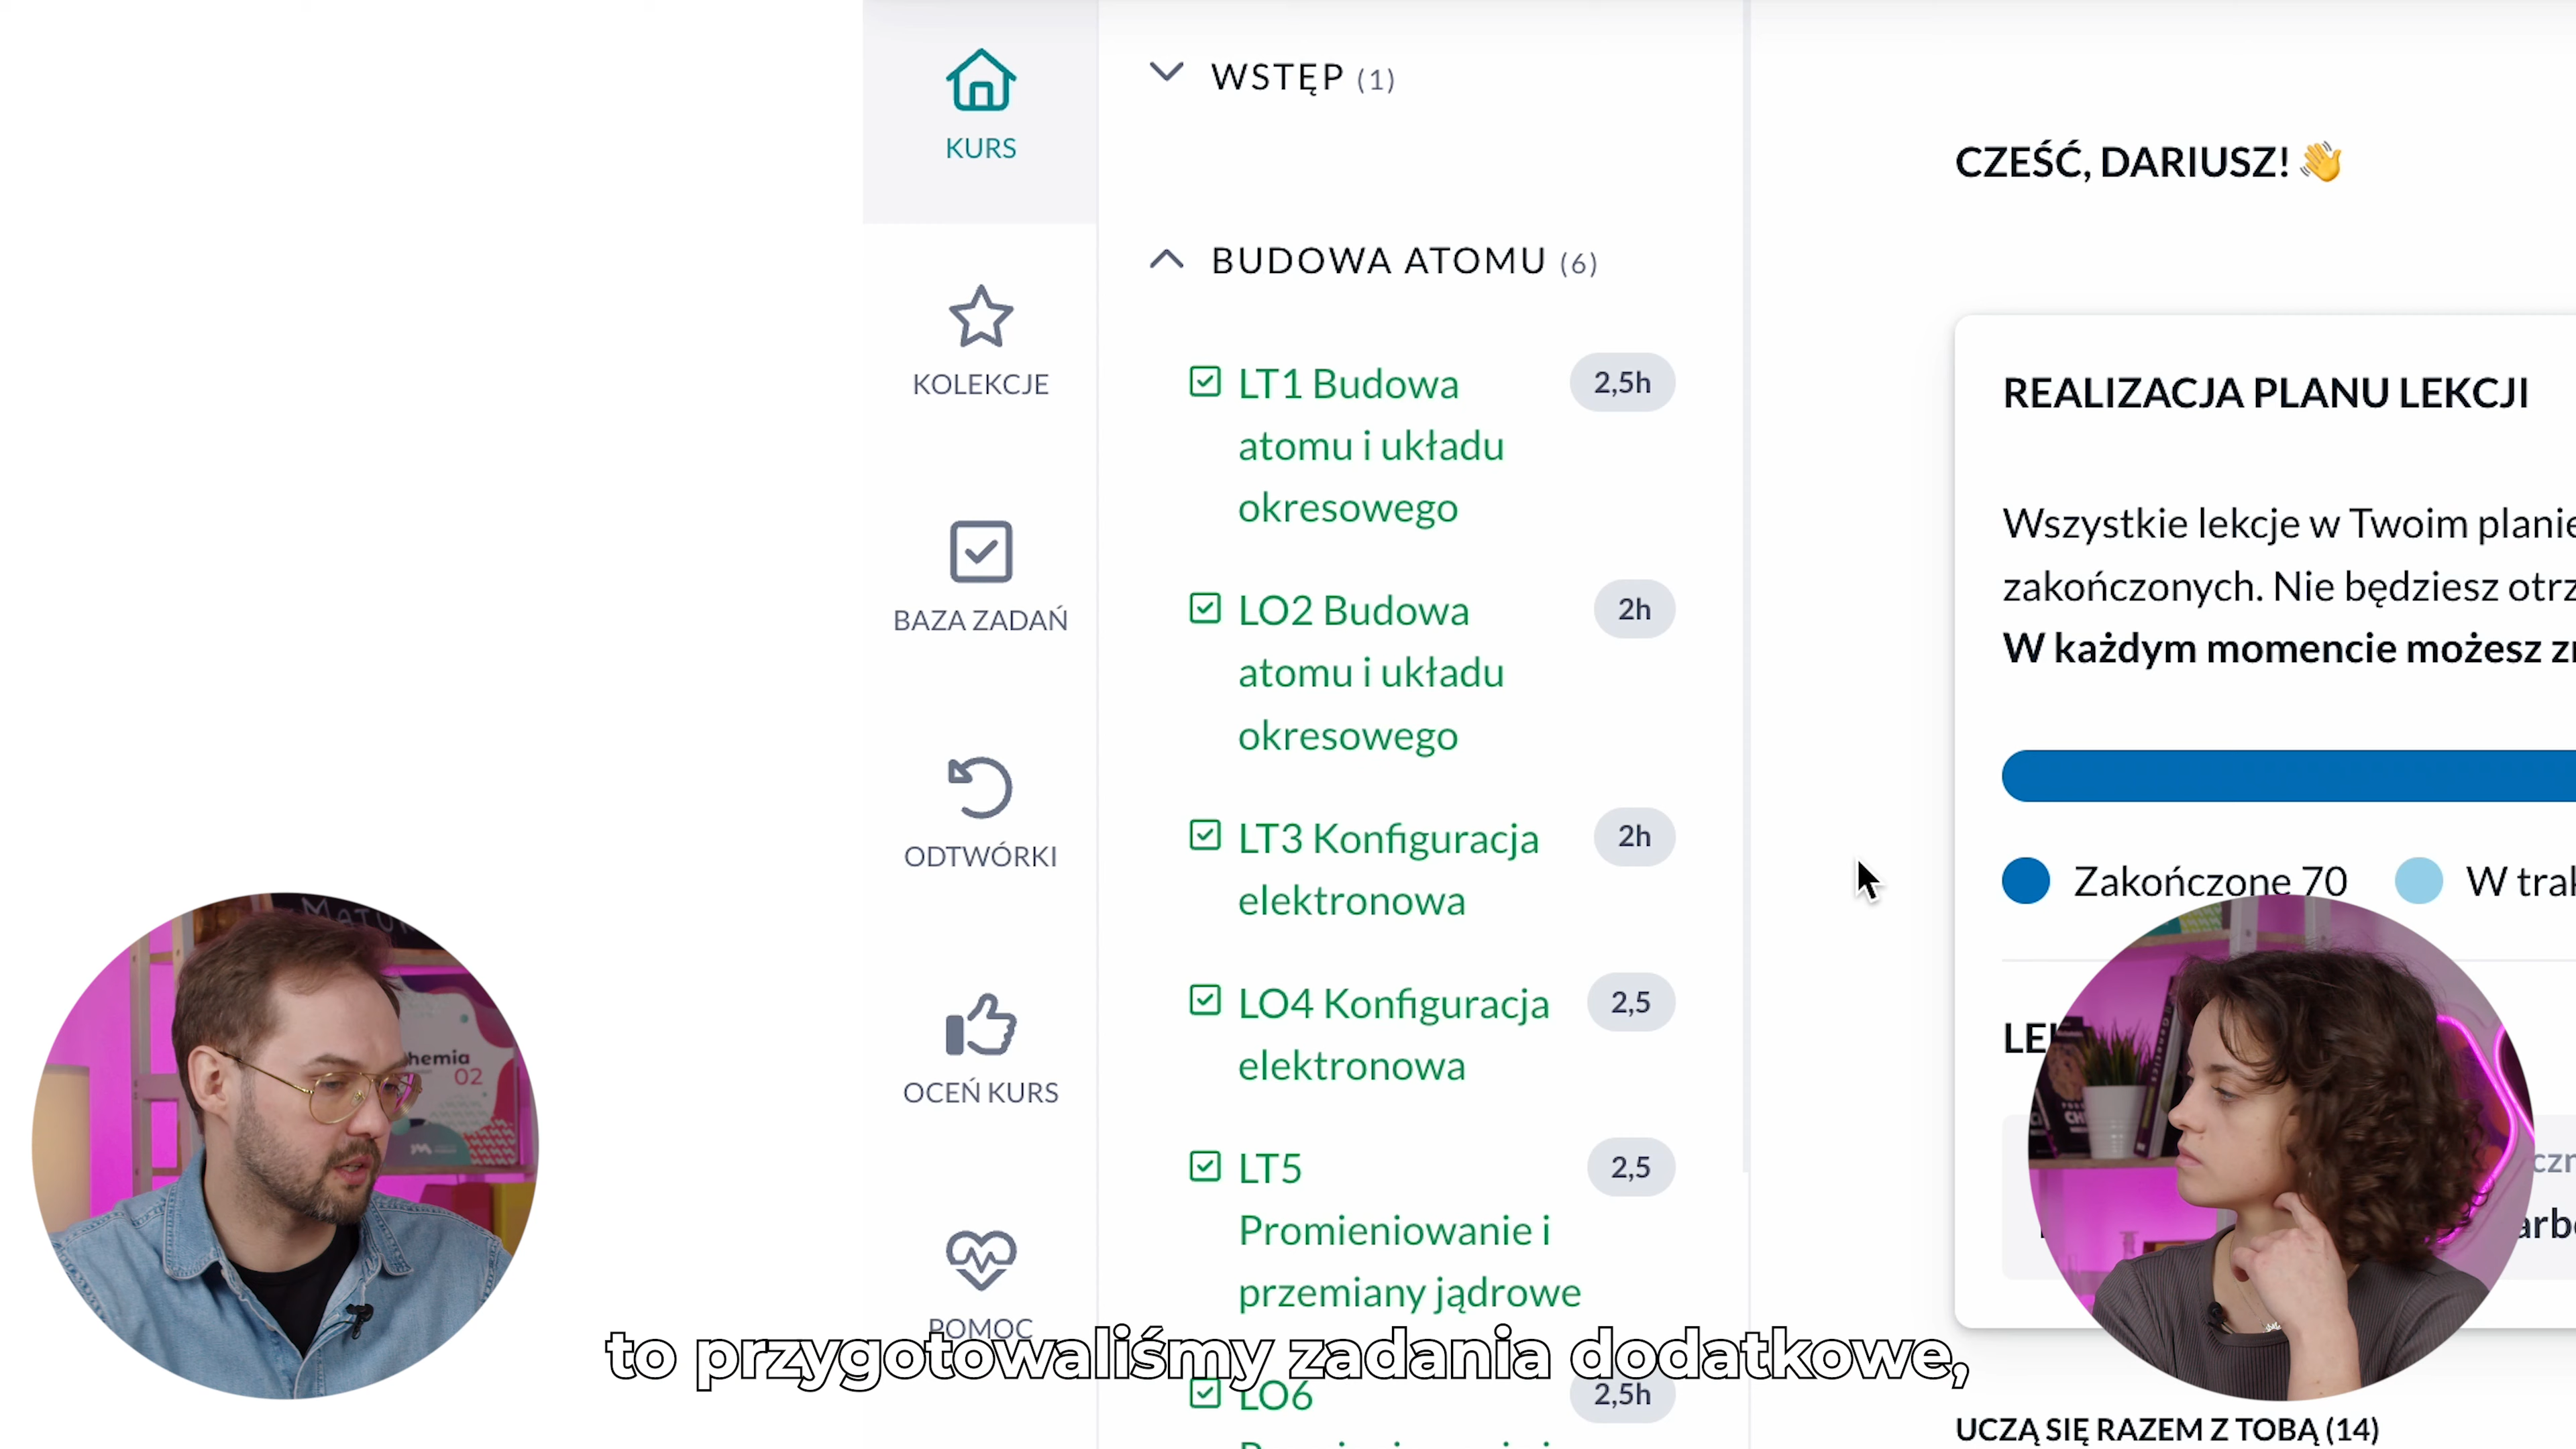 KURS
KOLEKCJE
BAZA ZADAŃ
ODTWÓRKI
OCEŃ KURS
POMOC
WSTĘP (1)
BUDOWA ATOMU (6)
LT1 Budowa 2,5h
atomu i układu
okresowego
LO2 Budowa 2h
atomu i układu
okresowego
LT3 Konfiguracja 2h
elektronowa
LO4 Konfiguracja 2,5
elektronowa
LT5 2,5
Promieniowanie i
przemiany jądrowe
LO6 2,5h
CZEŚĆ, DARIUSZ! 👋
REALIZACJA PLANU LEKCJI
Wszystkie lekcje w Twoim planie
zakończonych. Nie będziesz otrz
W każdym momencie możesz
Zakończone 70 W trak
UCZĄ SIĘ RAZEM Z TOBĄ (14)
hemia
02
to przygotowaliśmy zadania dodatkowe,